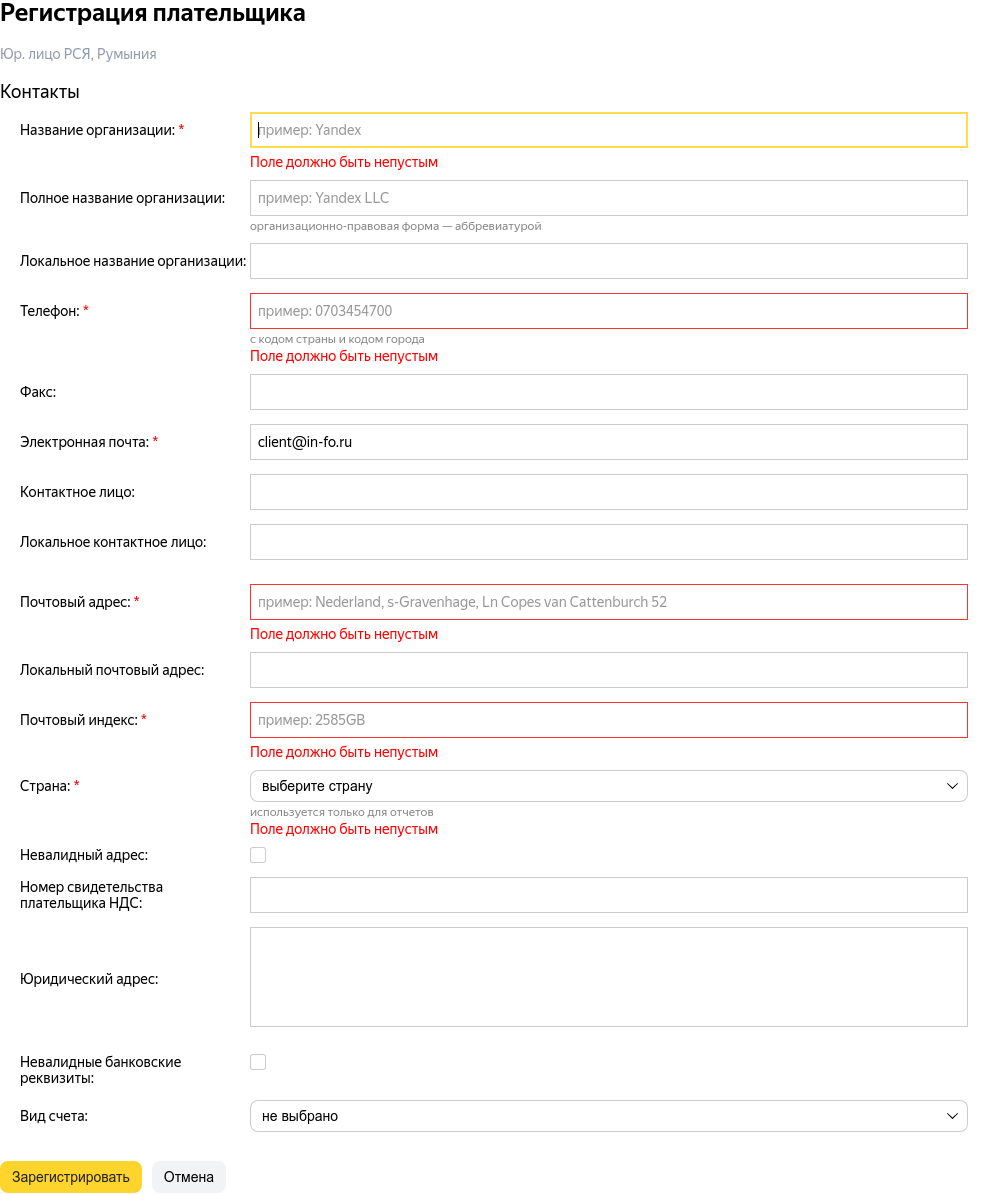 Регистрация плательщика
Юр. лицо РСЯ, Румыния
Контакты
Название организации: *
пример: Yandex
Поле должно быть непустым
Полное название организации:
пример: Yandex LLC
организационно-правовая форма — аббревиатурой
Локальное название организации:
Телефон: *
пример: 0703454700
с кодом страны и кодом города
Поле должно быть непустым
Факс:
Электронная почта: *
client@in-fo.ru
Контактное лицо:
Локальное контактное лицо:
Почтовый адрес: *
пример: Nederland, s-Gravenhage, Ln Copes van Cattenburch 52
Поле должно быть непустым
Локальный почтовый адрес:
Почтовый индекс: *
пример: 2585GB
Поле должно быть непустым
Страна: *
выберите страну
используется только для отчетов
Поле должно быть непустым
Невалидный адрес:
Номер свидетельства
плательщика НДС:
Юридический адрес:
Невалидные банковские
реквизиты:
Вид счета:
не выбрано
Зарегистрировать
Отмена